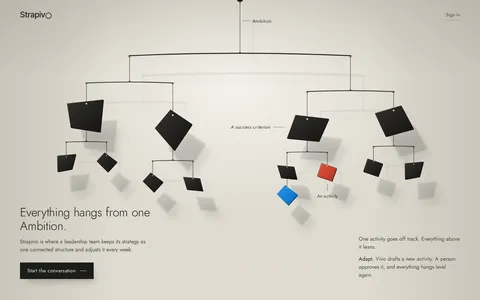 Strapivo
Sign in
Ambition
A success criterion
An activity
Everything hangs from one
Ambition.
Strapivo is where a leadership team keeps its strategy as
one connected structure and adjusts it every week.
Start the conversation
One activity goes off track. Everything above
it leans.
Adapt. Vivo drafts a new activity. A person
approves it, and everything hangs level
again.